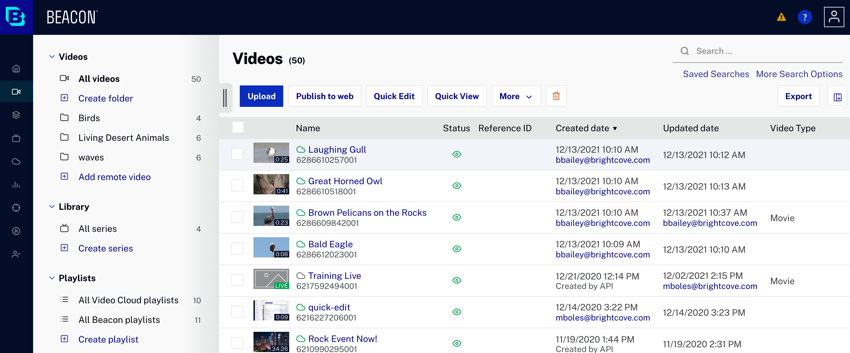 BEACON™
?
Videos
All videos 50
Create folder
Birds 4
Living Desert Animals 6
waves 6
Add remote video
Library
All series 4
Create series
Playlists
All Video Cloud playlists 10
All Beacon playlists 11
Create playlist
Videos (50)
Search ...
Saved Searches More Search Options
Upload Publish to web Quick Edit Quick View More Export
Name Status Reference ID Created date ▼ Updated date Video Type
0:25 Laughing Gull 12/13/2021 10:10 AM 12/13/2021 10:12 AM
6286610257001 bbailey@brightcove.com
0:41 Great Horned Owl 12/13/2021 10:10 AM 12/13/2021 10:13 AM
6286610518001 bbailey@brightcove.com
0:23 Brown Pelicans on the Rocks 12/13/2021 10:10 AM 12/13/2021 10:37 AM Movie
6286609842001 bbailey@brightcove.com bbailey@brightcove.com
0:08 Bald Eagle 12/13/2021 10:09 AM 12/13/2021 10:10 AM
6286612023001 bbailey@brightcove.com
LIVE Training Live 12/21/2020 12:14 PM 12/02/2021 2:15 PM Movie
6217592494001 Created by API mboles@brightcove.com
0:09 quick-edit 12/14/2020 3:22 PM 12/14/2020 3:23 PM
6216227206001 mboles@brightcove.com
34:26 Rock Event Now! 11/19/2020 1:44 PM 11/19/2020 2:31 PM
6210990295001 Created by API